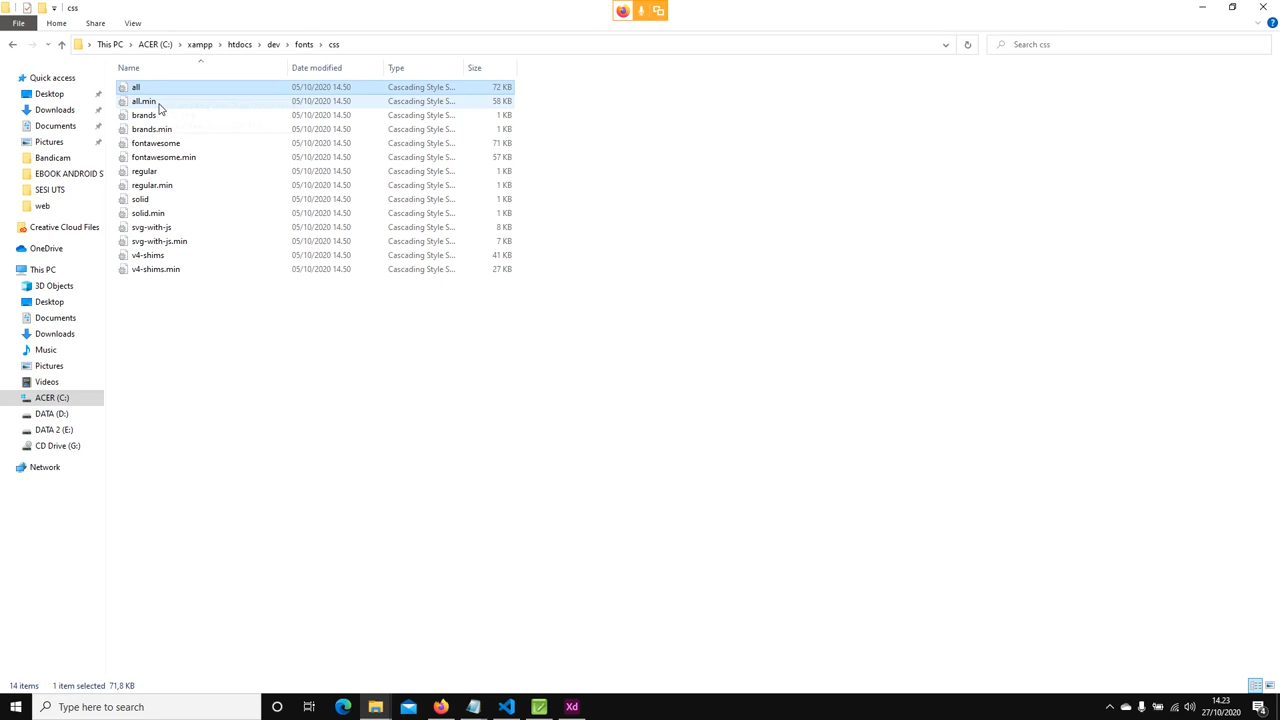 css
File Home Share View
This PC ACER (C:) xampp htdocs dev fonts css
Search css
Name Date modified Type Size
all 05/10/2020 14.50 Cascading Style S... 72 KB
all.min 05/10/2020 14.50 Cascading Style S... 58 KB
brands 05/10/2020 14.50 Cascading Style S... 1 KB
brands.min 05/10/2020 14.50 Cascading Style S... 1 KB
fontawesome 05/10/2020 14.50 Cascading Style S... 71 KB
fontawesome.min 05/10/2020 14.50 Cascading Style S... 57 KB
regular 05/10/2020 14.50 Cascading Style S... 1 KB
regular.min 05/10/2020 14.50 Cascading Style S... 1 KB
solid 05/10/2020 14.50 Cascading Style S... 1 KB
solid.min 05/10/2020 14.50 Cascading Style S... 1 KB
svg-with-js 05/10/2020 14.50 Cascading Style S... 8 KB
svg-with-js.min 05/10/2020 14.50 Cascading Style S... 7 KB
v4-shims 05/10/2020 14.50 Cascading Style S... 41 KB
v4-shims.min 05/10/2020 14.50 Cascading Style S... 27 KB
Quick access
Desktop
Downloads
Documents
Pictures
Bandicam
EBOOK ANDROID S
SESI UTS
web
Creative Cloud Files
OneDrive
This PC
3D Objects
Desktop
Documents
Downloads
Music
Pictures
Videos
ACER (C:)
DATA (D:)
DATA 2 (E:)
CD Drive (G:)
Network
14 items 1 item selected 71,8 KB
Type here to search
Xd
14.23
27/10/2020
4